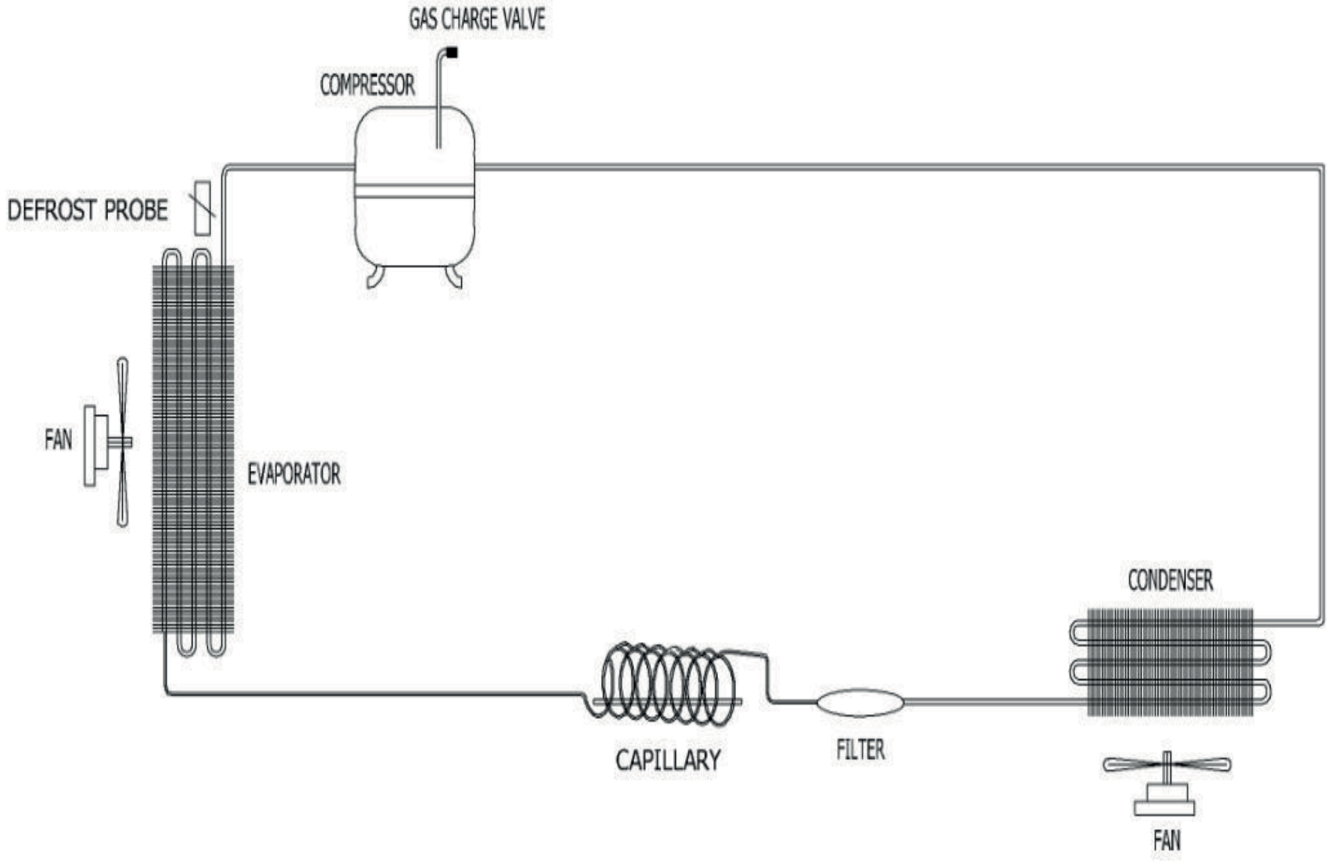 GAS CHARGE VALVE
COMPRESSOR
DEFROST PROBE
FAN
EVAPORATOR
CONDENSER
CAPILLARY
FILTER
FAN